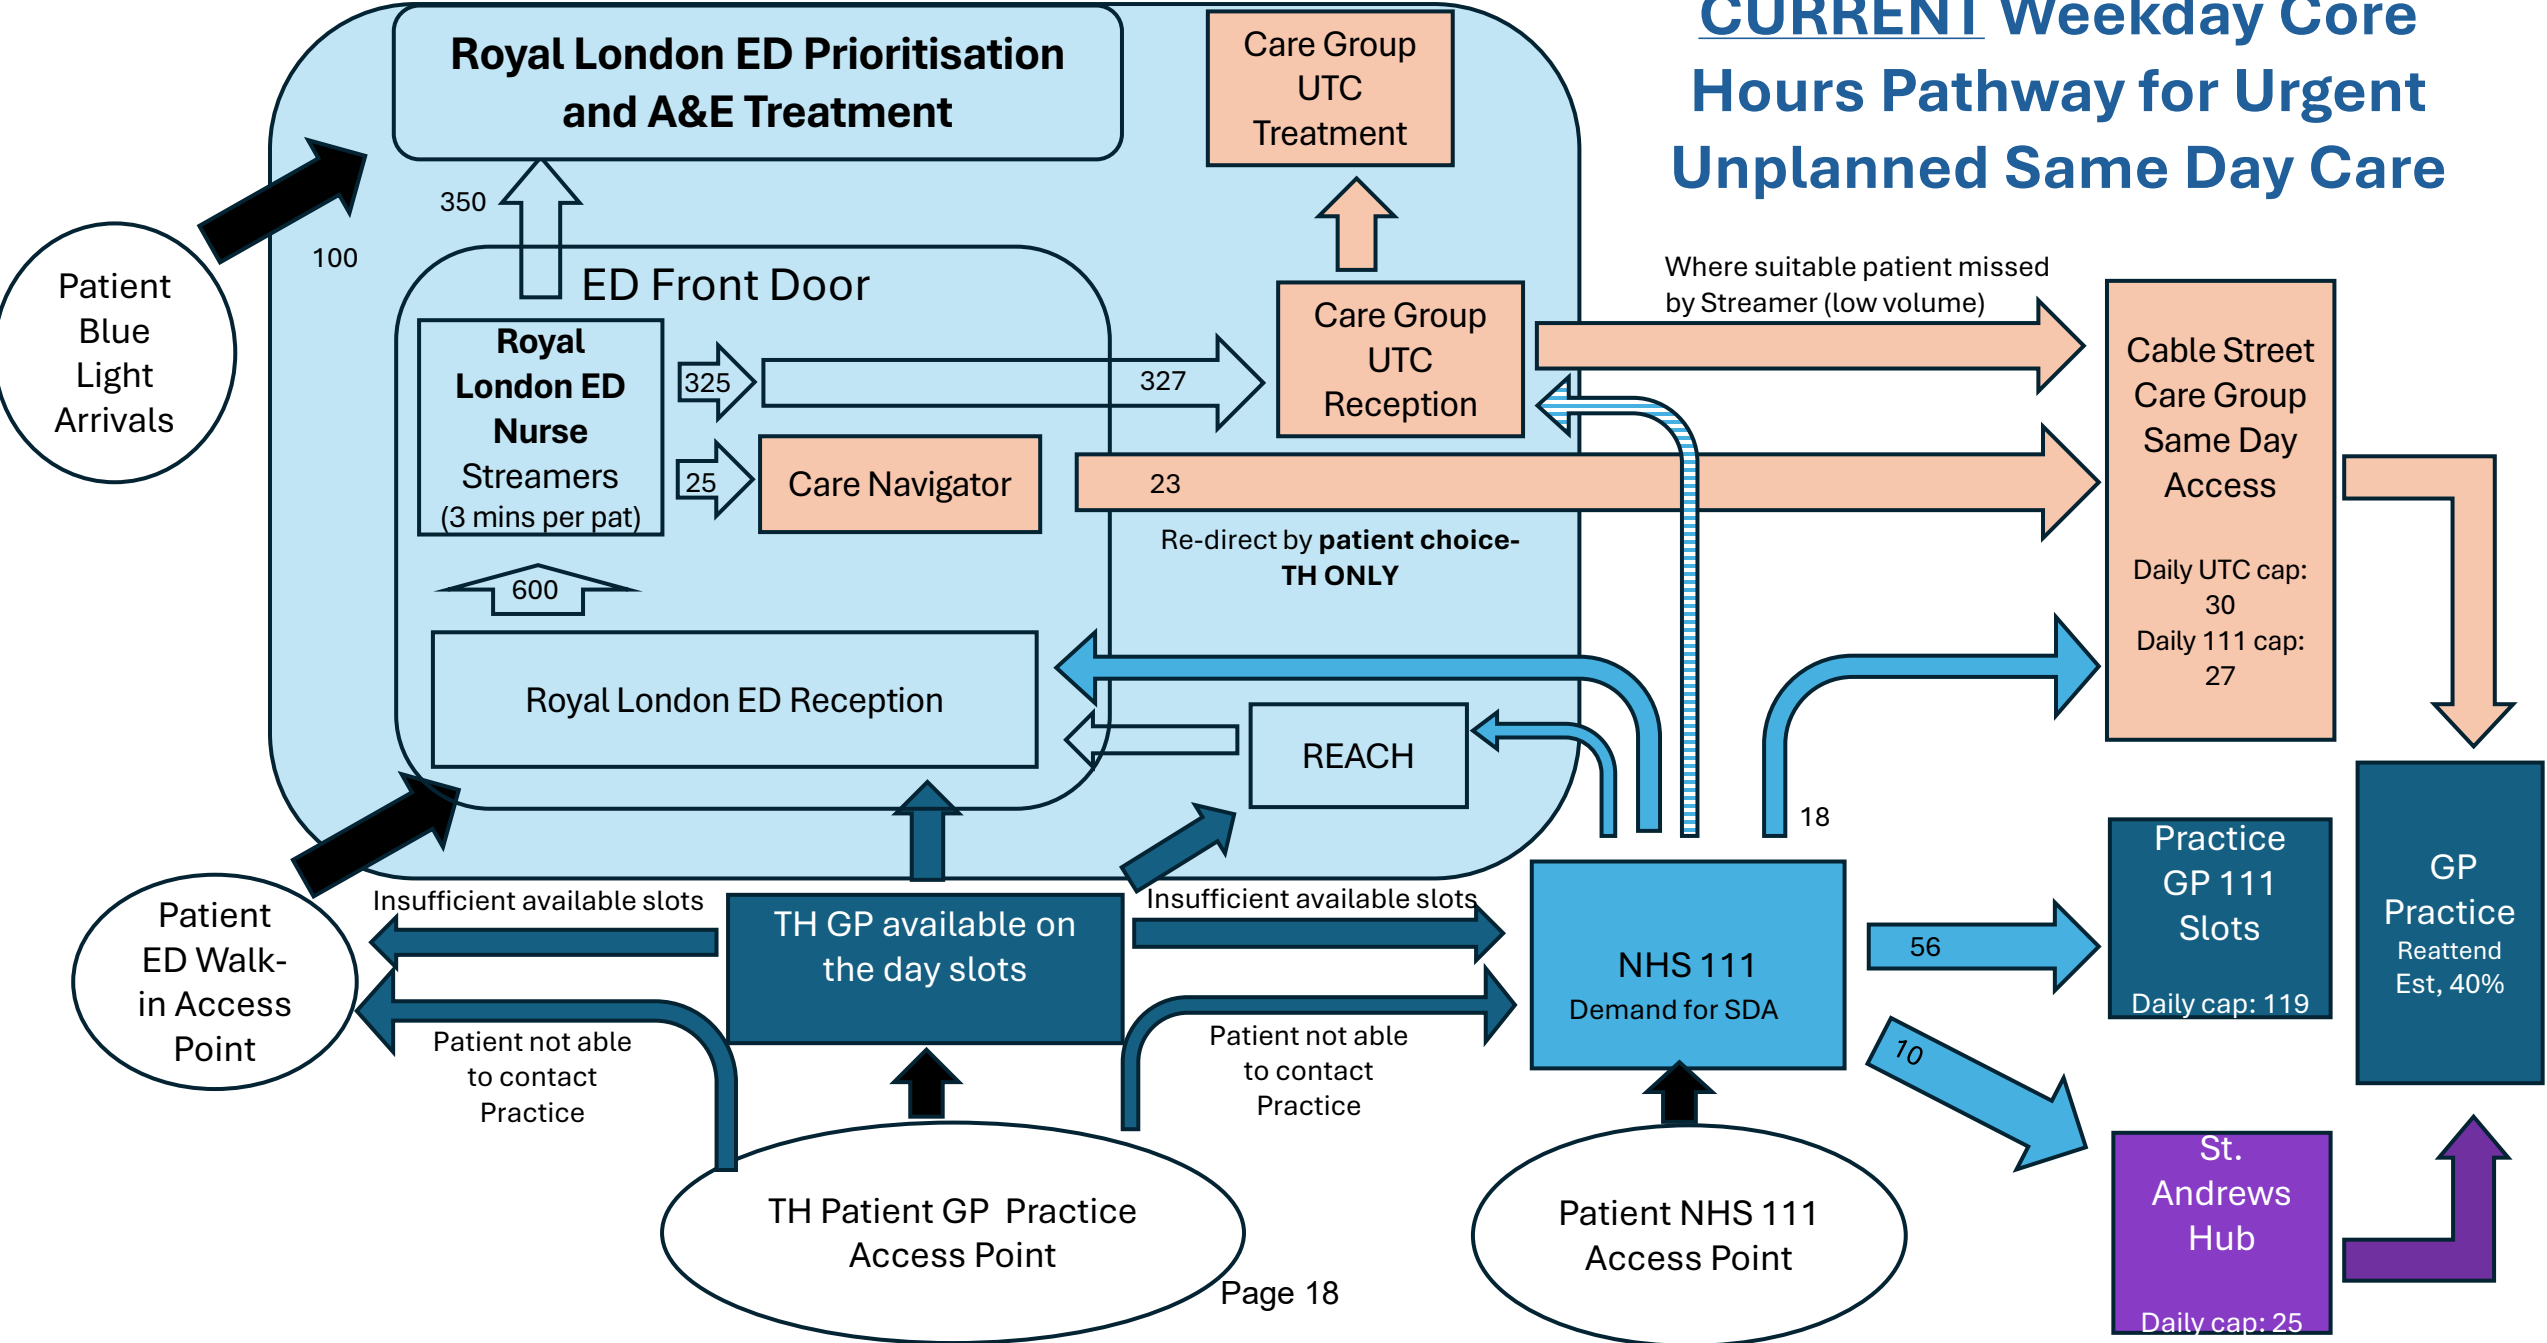 CURRENT Weekday Core
Hours Pathway for Urgent
Unplanned Same Day Care
Royal London ED Prioritisation
and A&E Treatment
Care Group
UTC
Treatment
350
100
Patient
Blue
Light
Arrivals
ED Front Door
Royal
London ED
Nurse
Streamers
(3 mins per pat)
325
327
25
Care Navigator
23
Care Group
UTC
Reception
Where suitable patient missed
by Streamer (low volume)
Re-direct by patient choice-
TH ONLY
Cable Street
Care Group
Same Day
Access
Daily UTC cap:
30
Daily 111 cap:
27
600
Royal London ED Reception
REACH
18
Practice
GP 111
Slots
Daily cap: 119
GP
Practice
Reattend
Est, 40%
Patient
ED Walk-
in Access
Point
Insufficient available slots
TH GP available on
the day slots
Insufficient available slots
NHS 111
Demand for SDA
56
10
Patient not able
to contact
Practice
Patient not able
to contact
Practice
TH Patient GP Practice
Access Point
Patient NHS 111
Access Point
St.
Andrews
Hub
Daily cap: 25
Page 18